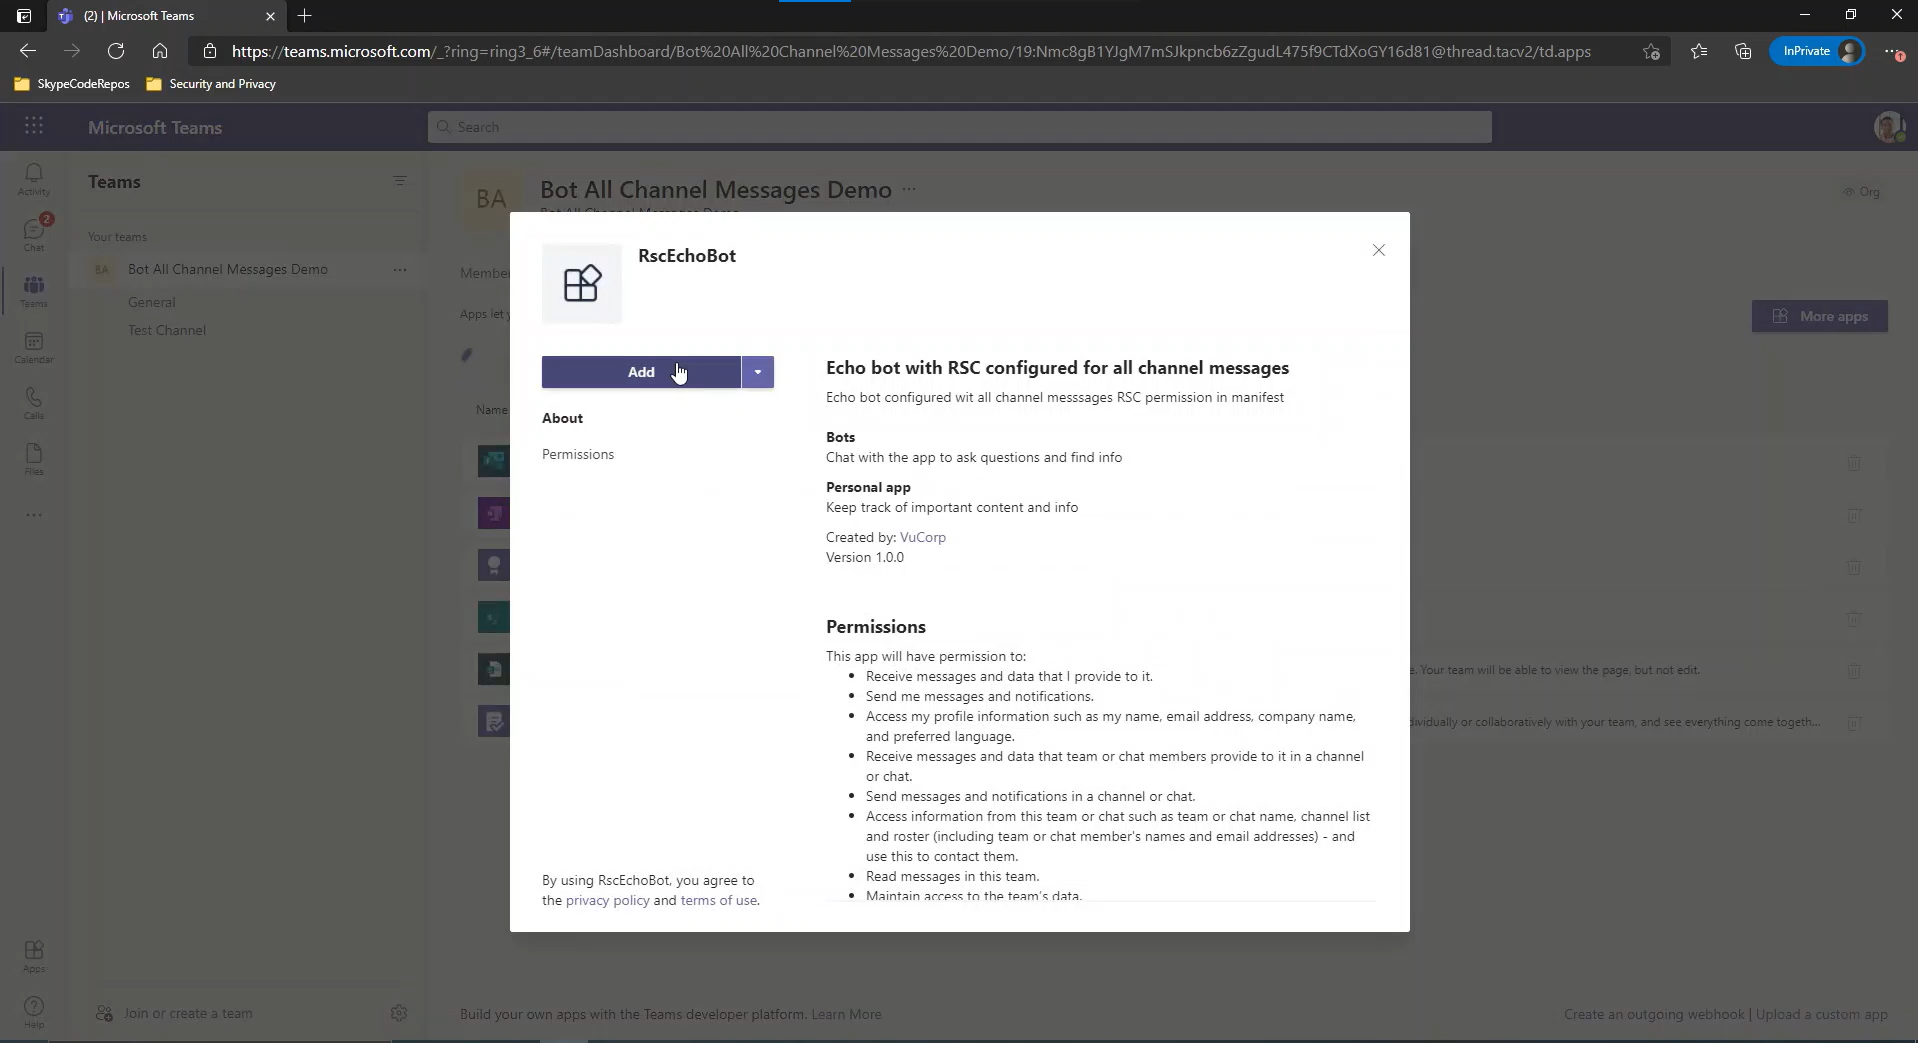 (2) | Microsoft Teams
https://teams.microsoft.com/_?ring=ring3_6#/teamDashboard/Bot%20All%20Channel%20Messages%20Demo/19:Nmc8gB1YJgM7mSJkpncb6zZgudL475f9CTdXoGY16d81@thread.tacv2/td.apps
InPrivate
SkypeCodeRepos
Security and Privacy
Microsoft Teams
Search
Activity
2
Chat
Teams
Calendar
Calls
Files
Apps
Help
Teams
Your teams
BA
Bot All Channel Messages Demo
General
Test Channel
Join or create a team
BA
Bot All Channel Messages Demo
Org
Apps let
More apps
Name
RscEchoBot
Add
About
Permissions
By using RscEchoBot, you agree to
the privacy policy and terms of use.
Echo bot with RSC configured for all channel messages
Echo bot configured wit all channel messsages RSC permission in manifest
Bots
Chat with the app to ask questions and find info
Personal app
Keep track of important content and info
Created by: VuCorp
Version 1.0.0
Permissions
This app will have permission to:
• Receive messages and data that I provide to it.
• Send me messages and notifications.
• Access my profile information such as my name, email address, company name,
and preferred language.
• Receive messages and data that team or chat members provide to it in a channel
or chat.
• Send messages and notifications in a channel or chat.
• Access information from this team or chat such as team or chat name, channel list
and roster (including team or chat member's names and email addresses) - and
use this to contact them.
• Read messages in this team.
• Maintain access to the team's data.
Your team will be able to view the page, but not edit.
or collaboratively with your team, and see everything come togeth...
Build your own apps with the Teams developer platform. Learn More
Create an outgoing webhook | Upload a custom app